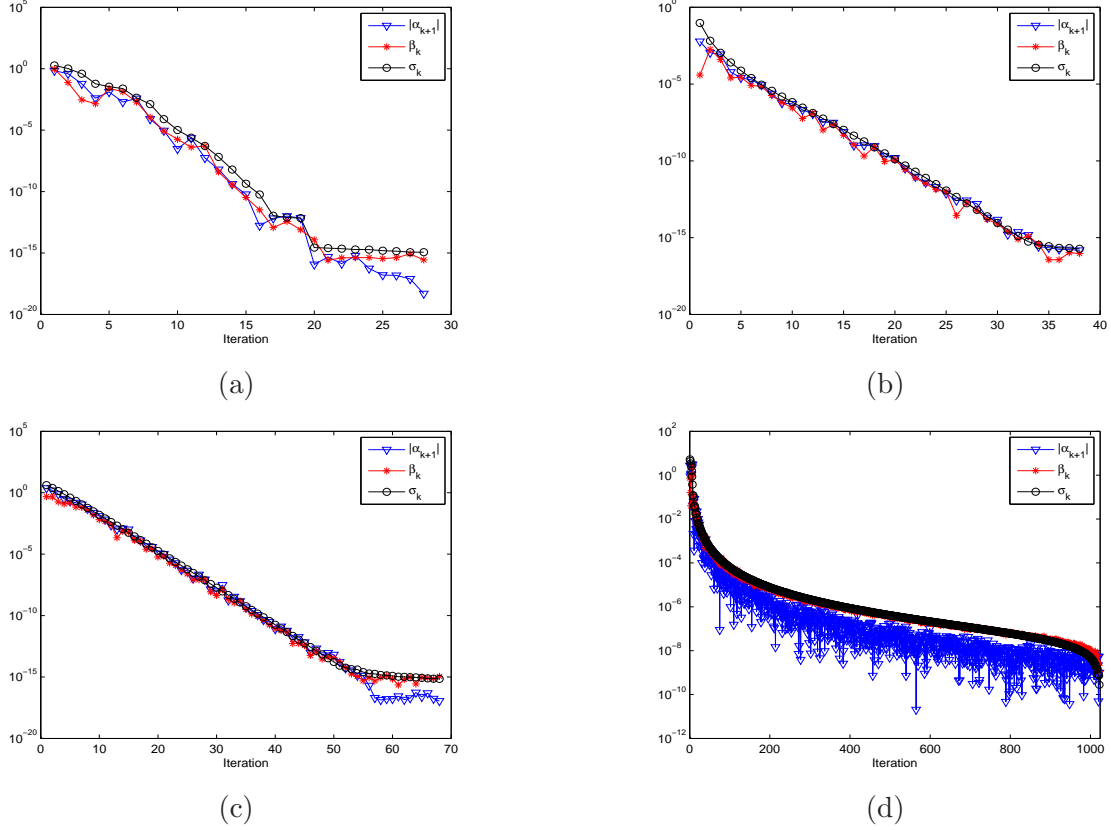 10^5
10^0
10^-5
10^-10
10^-15
10^-20
0 5 10 15 20 25 30
Iteration
|α_{k+1}|
β_k
σ_k
(a)
10^0
10^-5
10^-10
10^-15
10^-20
0 5 10 15 20 25 30 35 40
Iteration
|α_{k+1}|
β_k
σ_k
(b)
10^5
10^0
10^-5
10^-10
10^-15
10^-20
0 10 20 30 40 50 60 70
Iteration
|α_{k+1}|
β_k
σ_k
(c)
10^2
10^0
10^-2
10^-4
10^-6
10^-8
10^-10
10^-12
0 200 400 600 800 1000
Iteration
|α_{k+1}|
β_k
σ_k
(d)